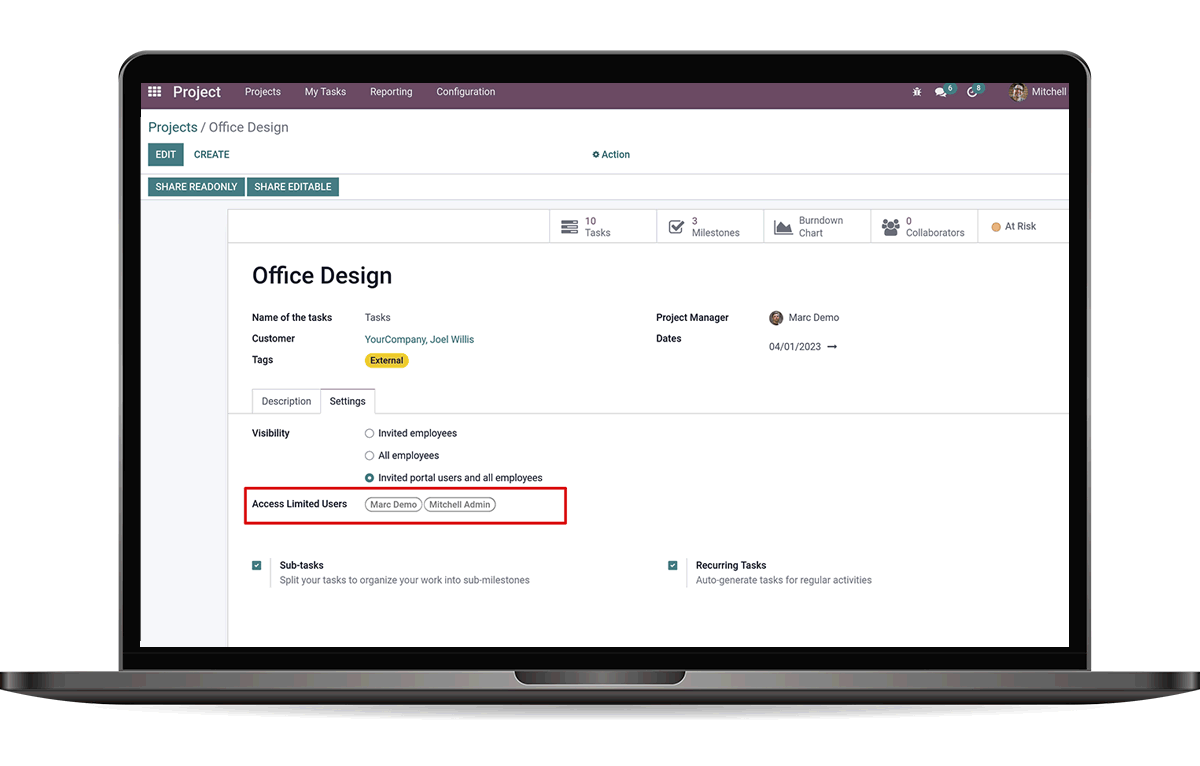 Project Projects My Tasks Reporting Configuration 6 8 Mitchell
Projects / Office Design
EDIT CREATE Action
SHARE READONLY SHARE EDITABLE
10 Tasks
3 Milestones
Burndown Chart
0 Collaborators
At Risk
Office Design
Name of the tasks Tasks
Project Manager Marc Demo
Customer YourCompany, Joel Willis
Dates 04/01/2023
Tags External
Description Settings
Visibility Invited employees
All employees
Invited portal users and all employees
Access Limited Users Marc Demo Mitchell Admin
Sub-tasks
Split your tasks to organize your work into sub-milestones
Recurring Tasks
Auto-generate tasks for regular activities